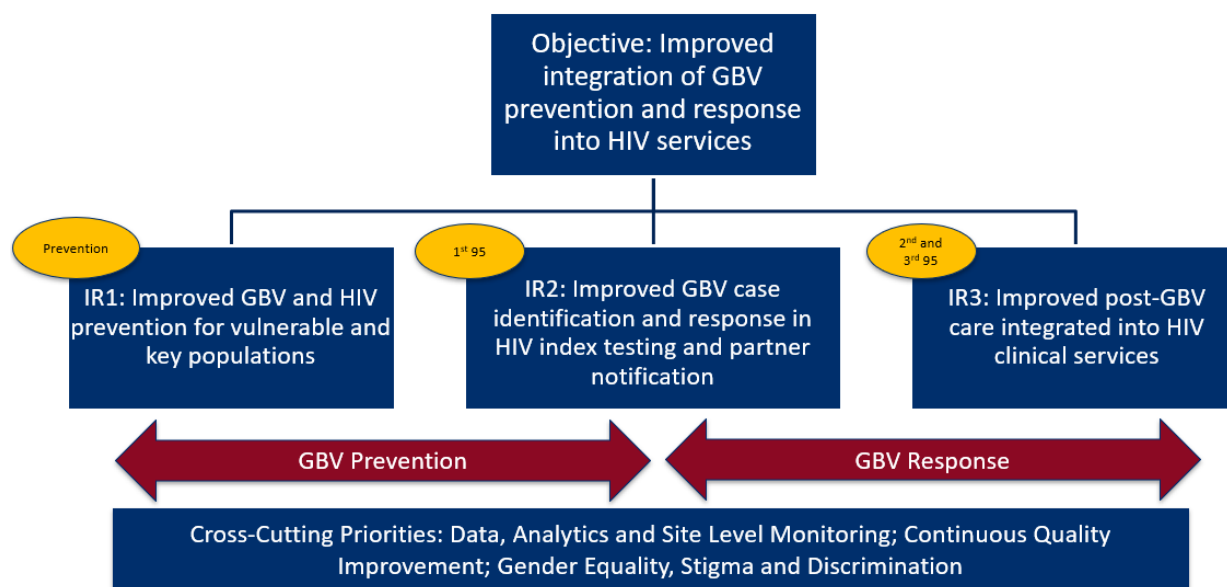 Objective: Improved
integration of GBV
prevention and response
into HIV services
Prevention
IR1: Improved GBV and HIV
prevention for vulnerable and
key populations
1st 95
IR2: Improved GBV case
identification and response in
HIV index testing and partner
notification
2nd and
3rd 95
IR3: Improved post-GBV
care integrated into HIV
clinical services
GBV Prevention
GBV Response
Cross-Cutting Priorities: Data, Analytics and Site Level Monitoring; Continuous Quality
Improvement; Gender Equality, Stigma and Discrimination